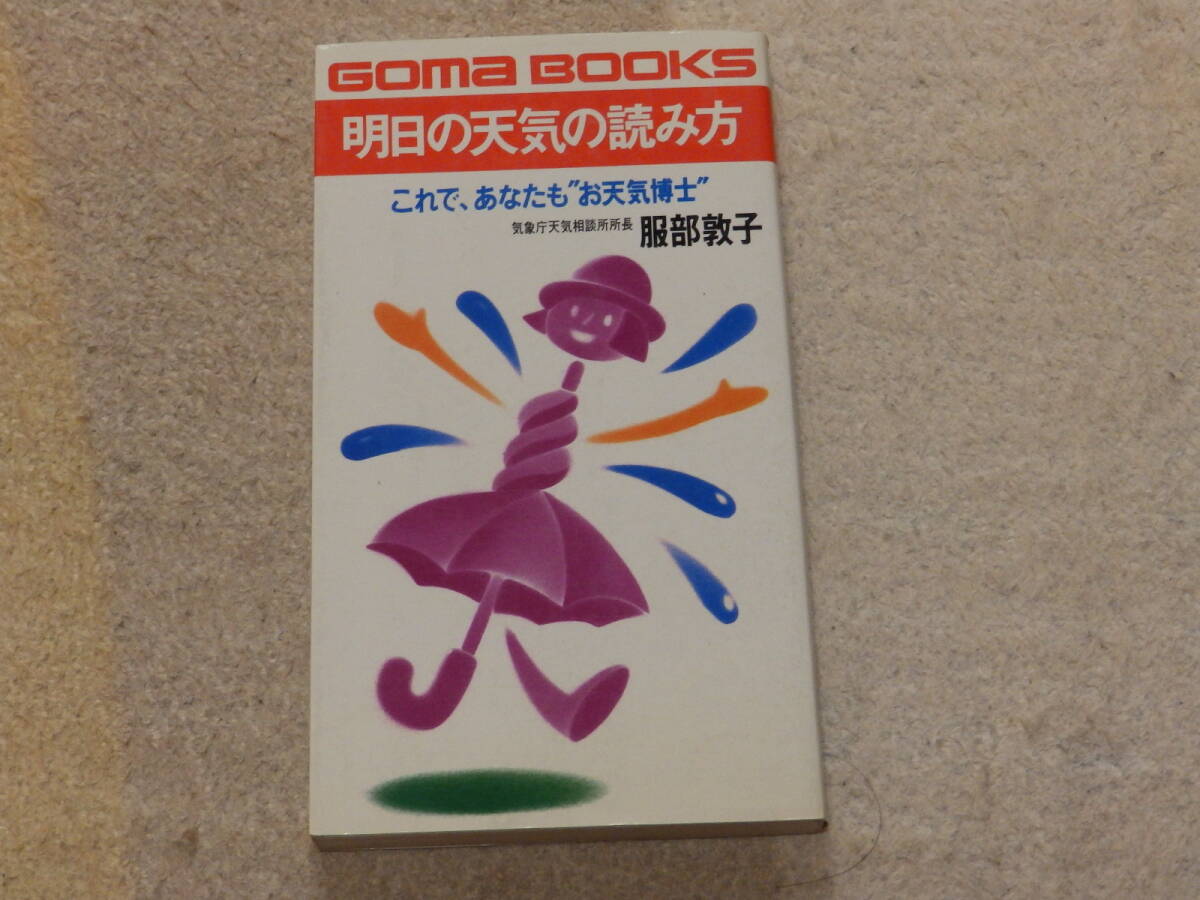 GOMA BOOKS
明日の天気の読み方
これで、あなたも"お天気博士"
気象庁天気相談所所長 服部敦子